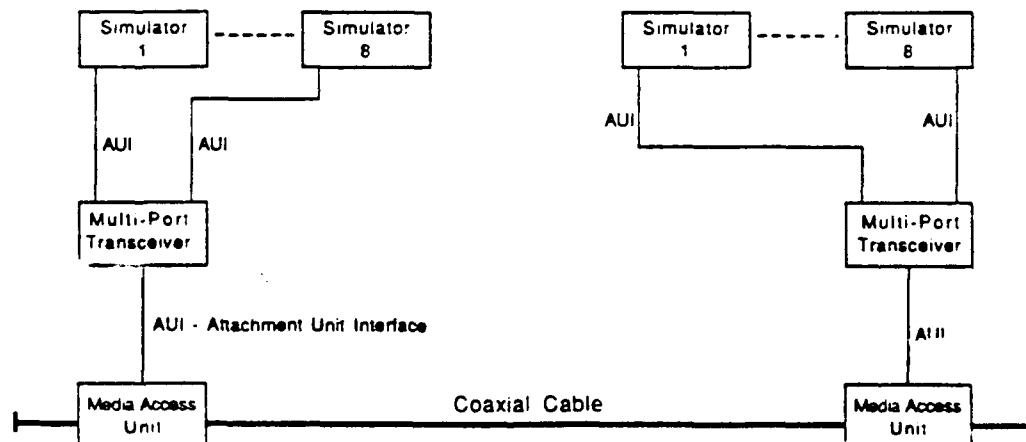 Simulator
1
Simulator
8
Simulator
1
Simulator
8
AUI
AUI
AUI
AUI
Multi-Port
Transceiver
Multi-Port
Transceiver
AUI - Attachment Unit Interface
AUI
Media Access
Unit
Coaxial Cable
Media Access
Unit